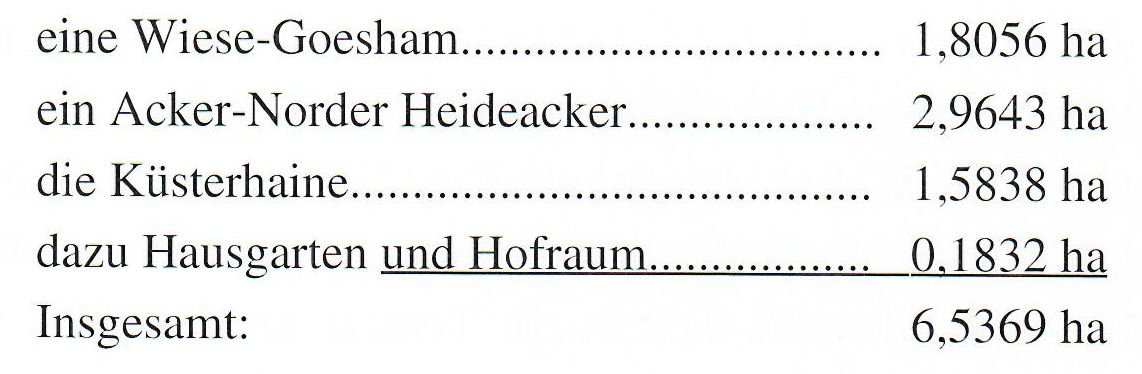 eine Wiese-Goesham.................................. 1,8056 ha
ein Acker-Norder Heideacker.................... 2,9643 ha
die Küsterhaine.......................................... 1,5838 ha
dazu Hausgarten und Hofraum.................. 0,1832 ha
Insgesamt: 6,5369 ha